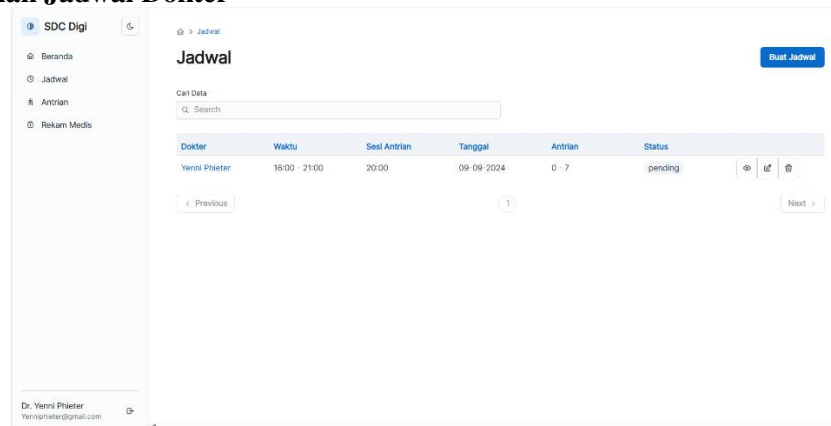 Jadwal Dokter
SDC Digi
Beranda
Jadwal
Antrian
Rekam Medis
> Jadwal
Jadwal
Buat Jadwal
Cari Data
Search
Dokter Waktu Sesi Antrian Tanggal Antrian Status
Yenni Phieter 16:00 - 21:00 20:00 09-09-2024 0 - 7 pending
< Previous 1 Next >
Dr. Yenni Phieter
Yenniphieter@gmail.com